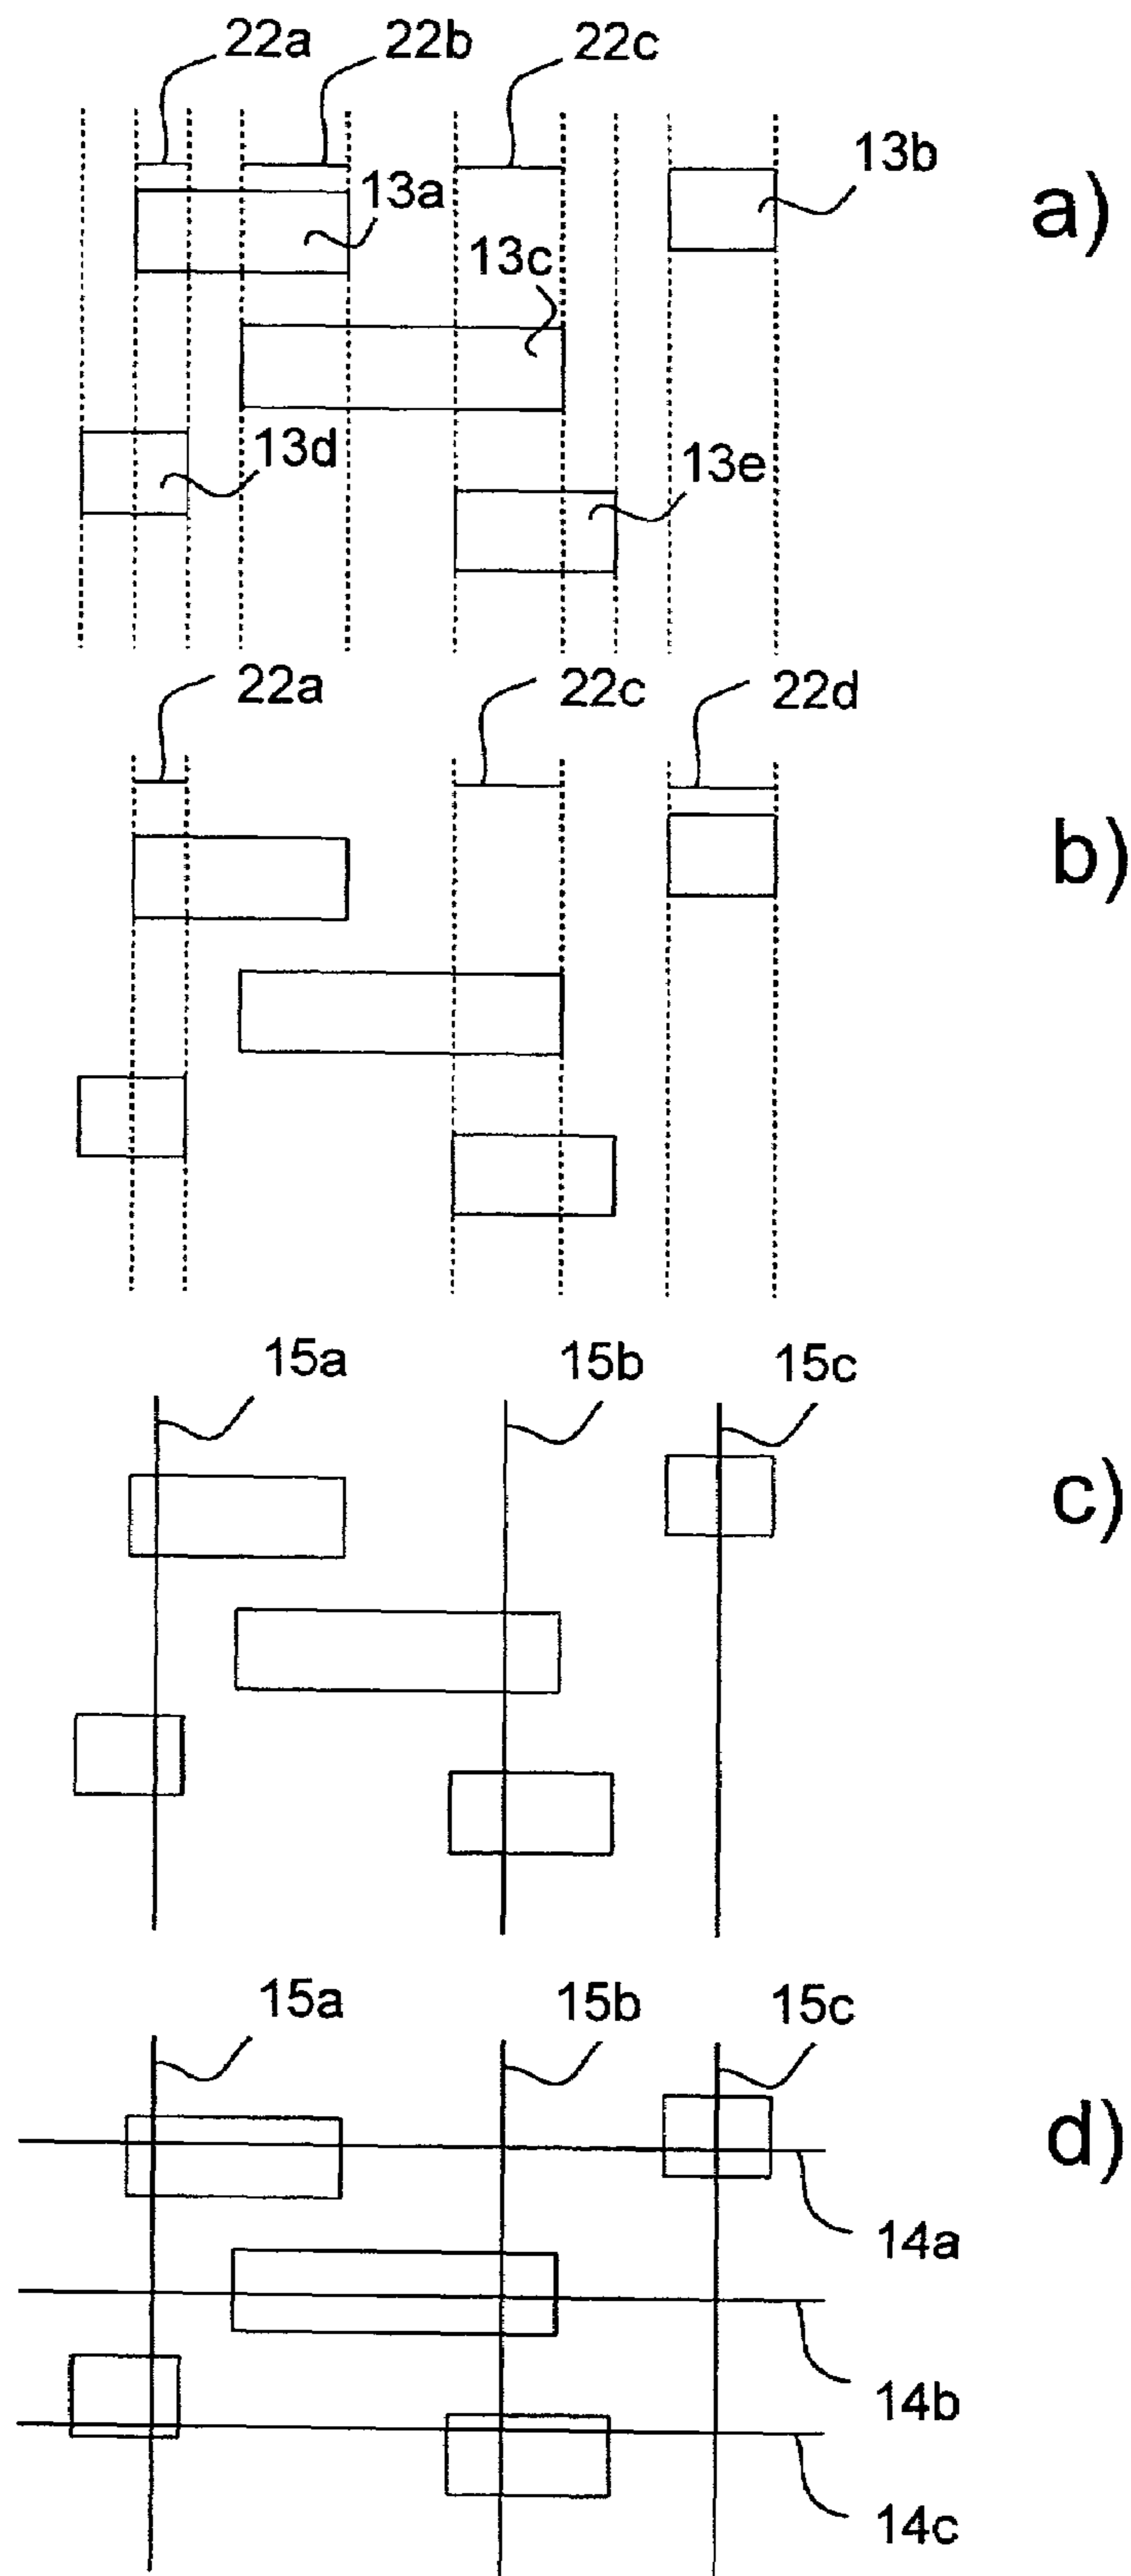 22a 22b 22c
13b
13a
a)
13c
13d
13e
22a 22c 22d
b)
15a 15b 15c
c)
15a 15b 15c
d)
14a
14b
14c